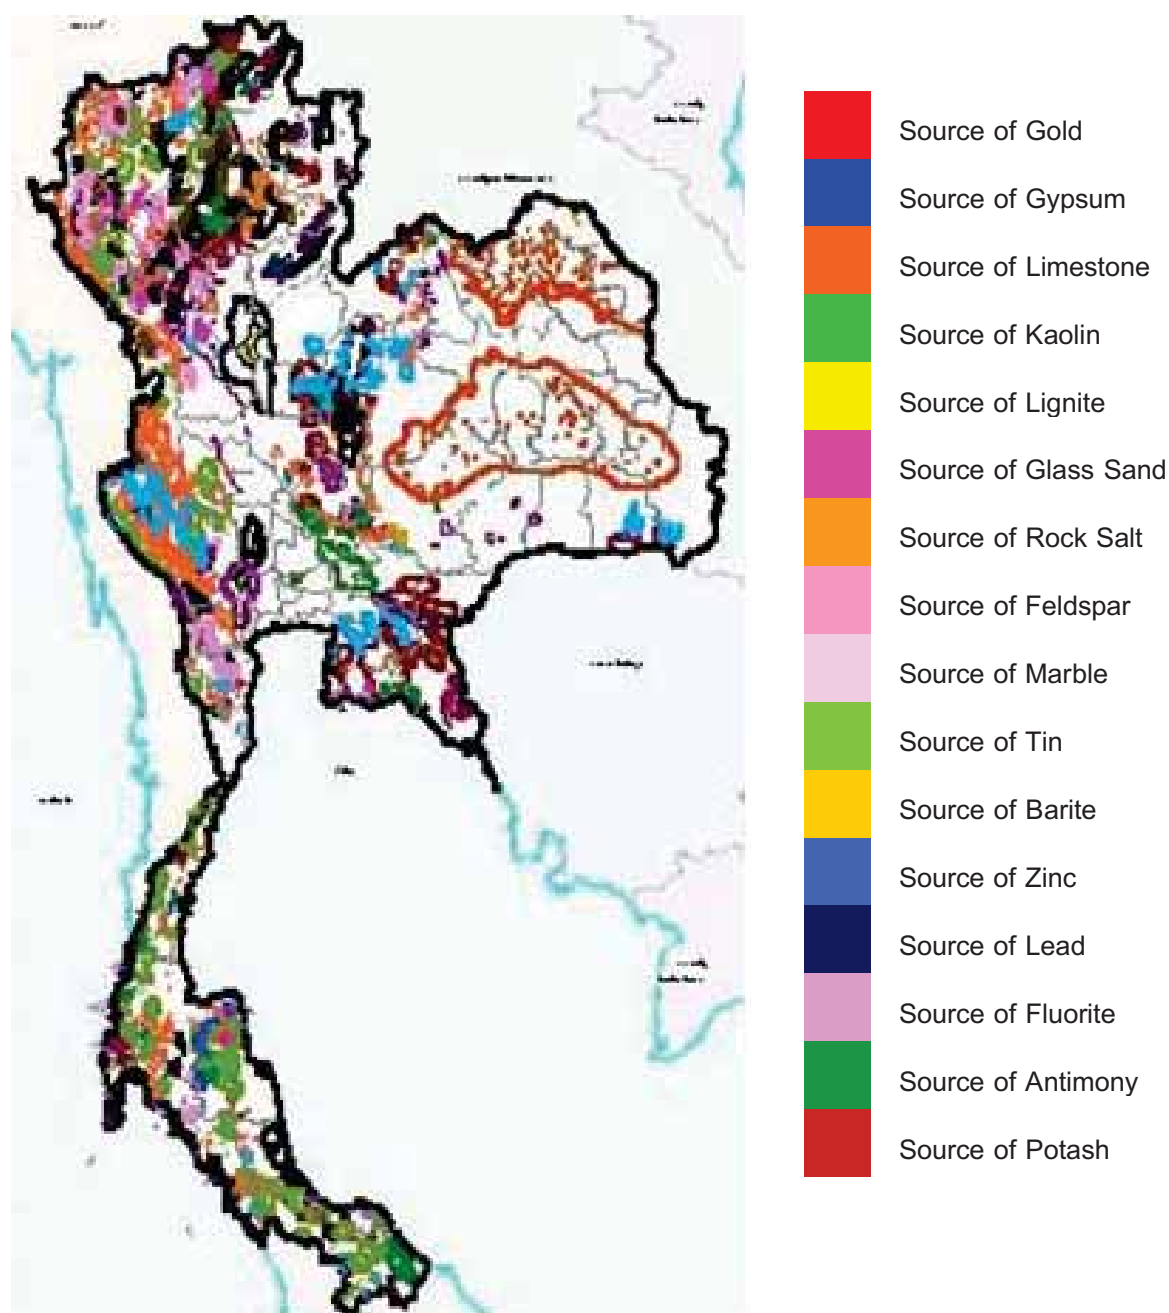 Source of Gold
Source of Gypsum
Source of Limestone
Source of Kaolin
Source of Lignite
Source of Glass Sand
Source of Rock Salt
Source of Feldspar
Source of Marble
Source of Tin
Source of Barite
Source of Zinc
Source of Lead
Source of Fluorite
Source of Antimony
Source of Potash